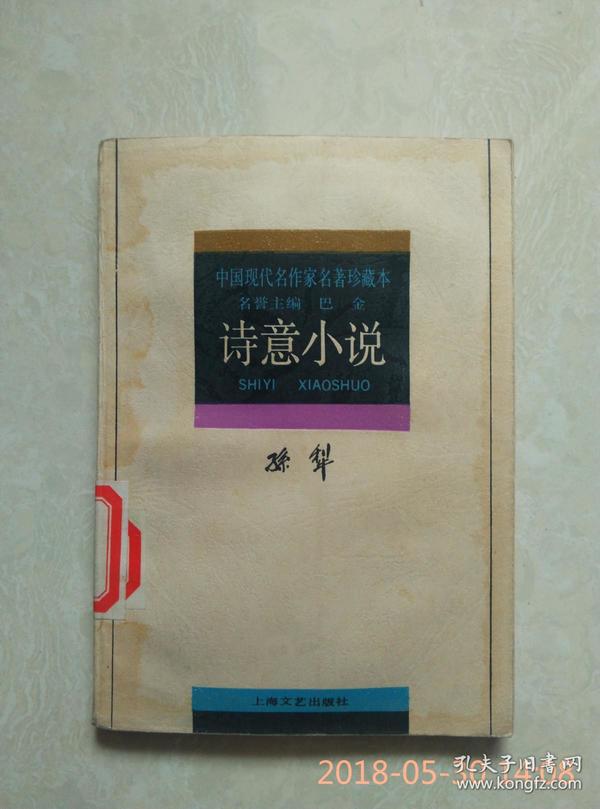 中国现代名作家名著珍藏本
名誉主编 巴金
诗意小说
SHIYI XIAOSHUO
孫犁
上海文艺出版社
2018-05-30 14:08
孔夫子旧书网
www.kongfz.com